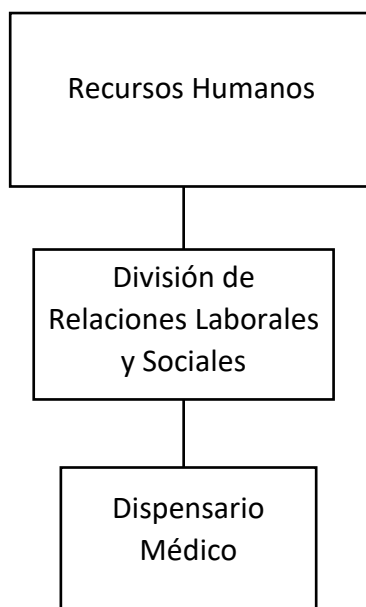 Recursos Humanos
División de
Relaciones Laborales
y Sociales
Dispensario
Médico